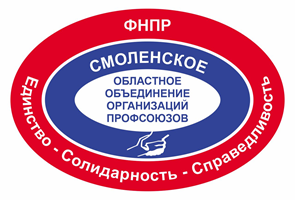 ФНПР
СМОЛЕНСКОЕ
ОБЛАСТНОЕ
ОБЪЕДИНЕНИЕ
ОРГАНИЗАЦИЙ
ПРОФСОЮЗОВ
Единство - Солидарность - Справедливость